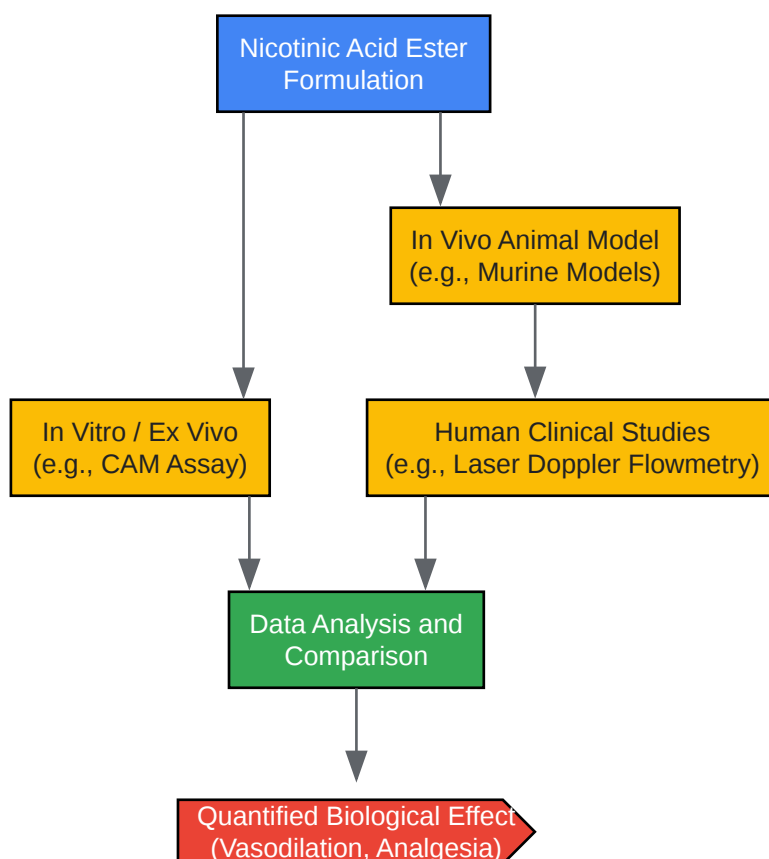 Nicotinic Acid Ester
Formulation
In Vivo Animal Model
(e.g., Murine Models)
In Vitro / Ex Vivo
(e.g., CAM Assay)
Human Clinical Studies
(e.g., Laser Doppler Flowmetry)
Data Analysis and
Comparison
Quantified Biological Effect
(Vasodilation, Analgesia)